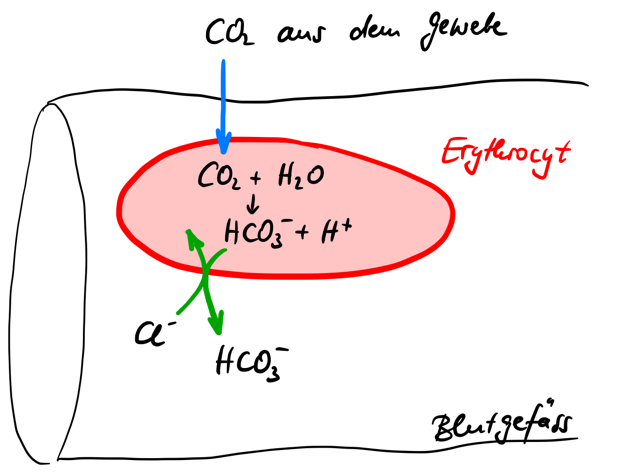 CO₂ aus dem Gewebe
Erythrocyt
CO₂ + H₂O
↓
HCO₃⁻ + H⁺
Cl⁻
HCO₃⁻
Blutgefäss